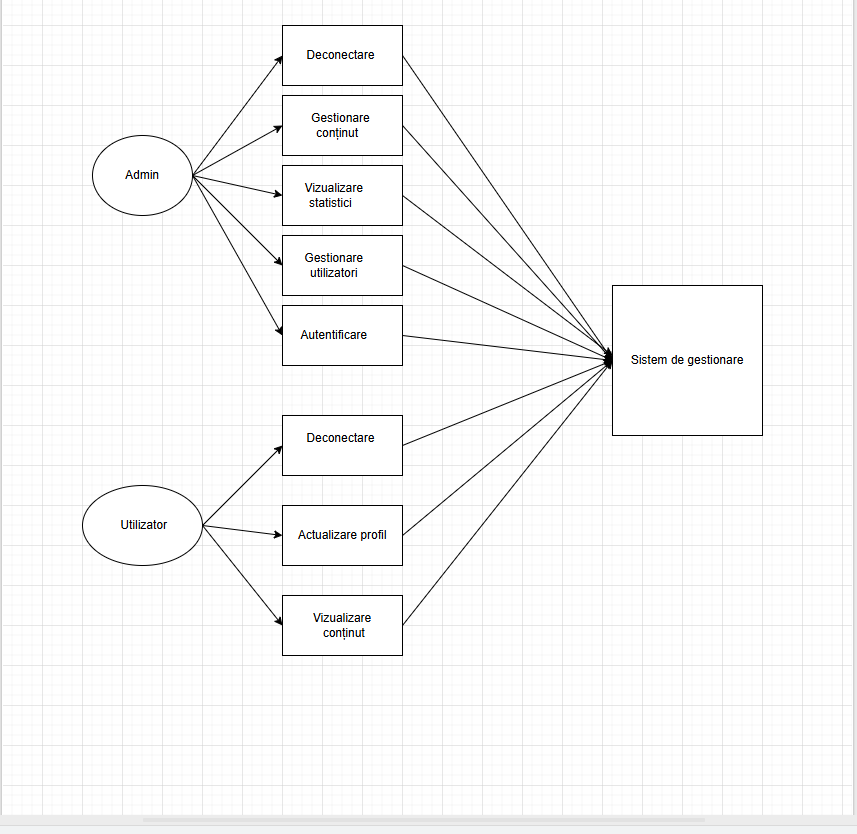 Deconectare
Gestionare
conținut
Admin
Vizualizare
statistici
Gestionare
utilizatori
Autentificare
Sistem de gestionare
Deconectare
Utilizator
Actualizare profil
Vizualizare
conținut